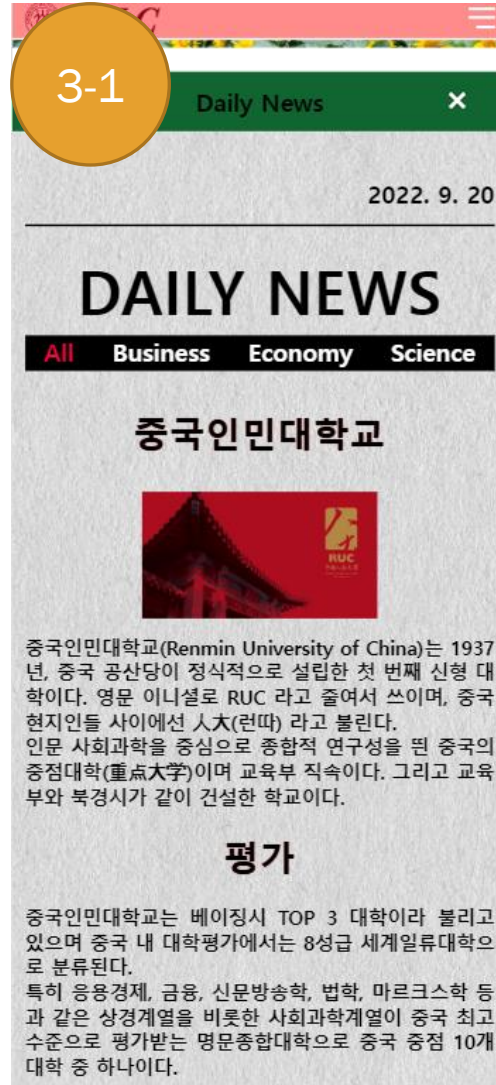 3-1
Daily News
×
2022. 9. 20
DAILY NEWS
All Business Economy Science
중국인민대학교
RUC
중국인민대학교(Renmin University of China)는 1937
년, 중국 공산당이 정식적으로 설립한 첫 번째 신형 대
학이다. 영문 이니셜로 RUC 라고 줄여서 쓰이며, 중국
현지인들 사이에선 人大(런따) 라고 불린다.
인문 사회과학을 중심으로 종합적 연구성을 띈 중국의
중점대학(重点大学)이며 교육부 직속이다. 그리고 교육
부와 북경시가 같이 건설한 학교이다.
평가
중국인민대학교는 베이징시 TOP 3 대학이라 불리고
있으며 중국 내 대학평가에서는 8성급 세계일류대학으
로 분류된다.
특히 응용경제, 금융, 신문방송학, 법학, 마르크스학 등
과 같은 상경계열을 비롯한 사회과학계열이 중국 최고
수준으로 평가받는 명문종합대학으로 중국 중점 10개
대학 중 하나이다.